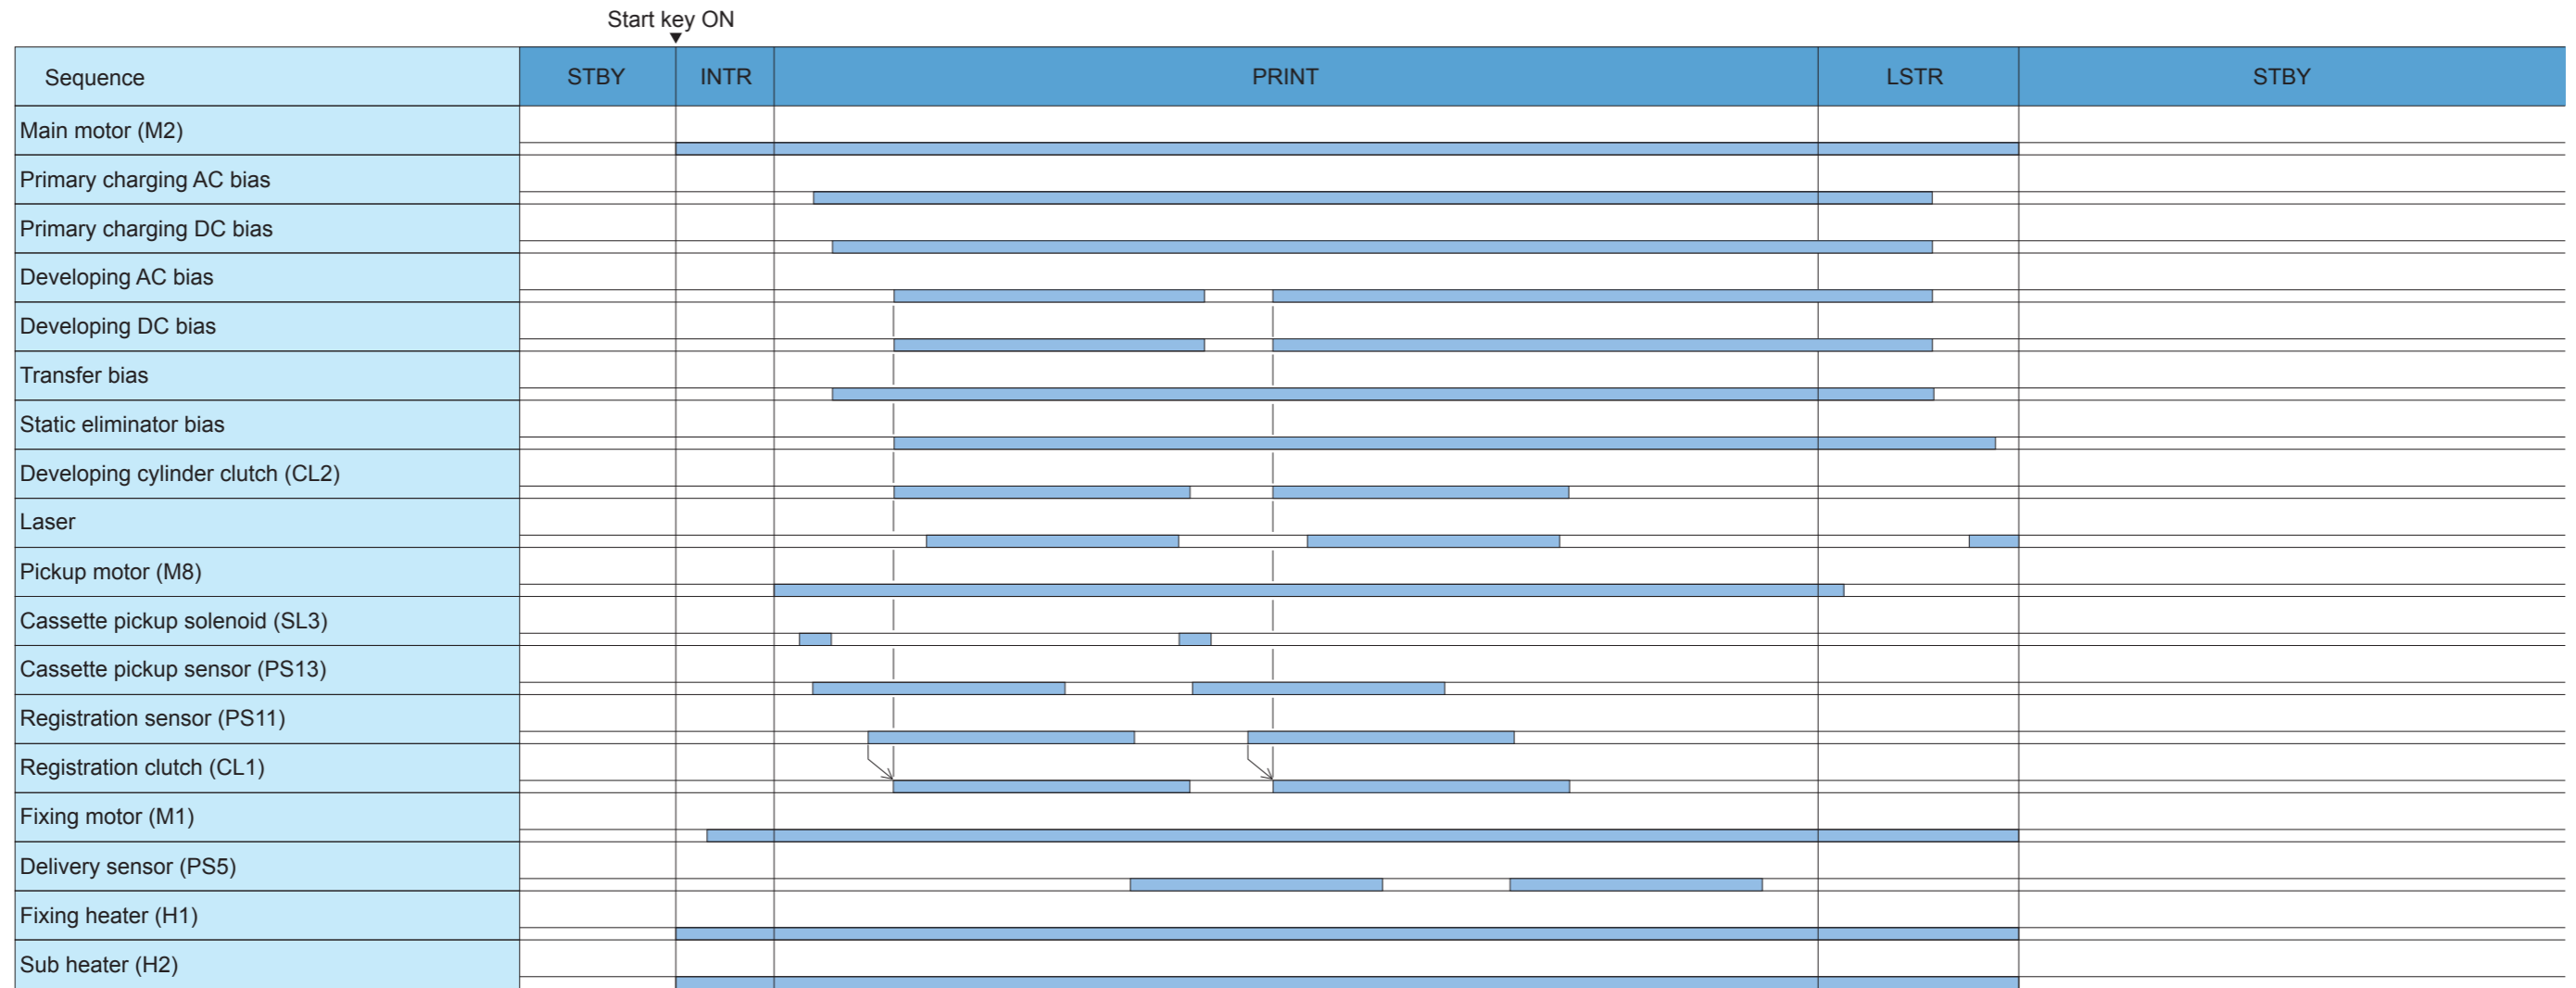 Start key ON
Sequence STBY INTR PRINT LSTR STBY
Main motor (M2)
Primary charging AC bias
Primary charging DC bias
Developing AC bias
Developing DC bias
Transfer bias
Static eliminator bias
Developing cylinder clutch (CL2)
Laser
Pickup motor (M8)
Cassette pickup solenoid (SL3)
Cassette pickup sensor (PS13)
Registration sensor (PS11)
Registration clutch (CL1)
Fixing motor (M1)
Delivery sensor (PS5)
Fixing heater (H1)
Sub heater (H2)